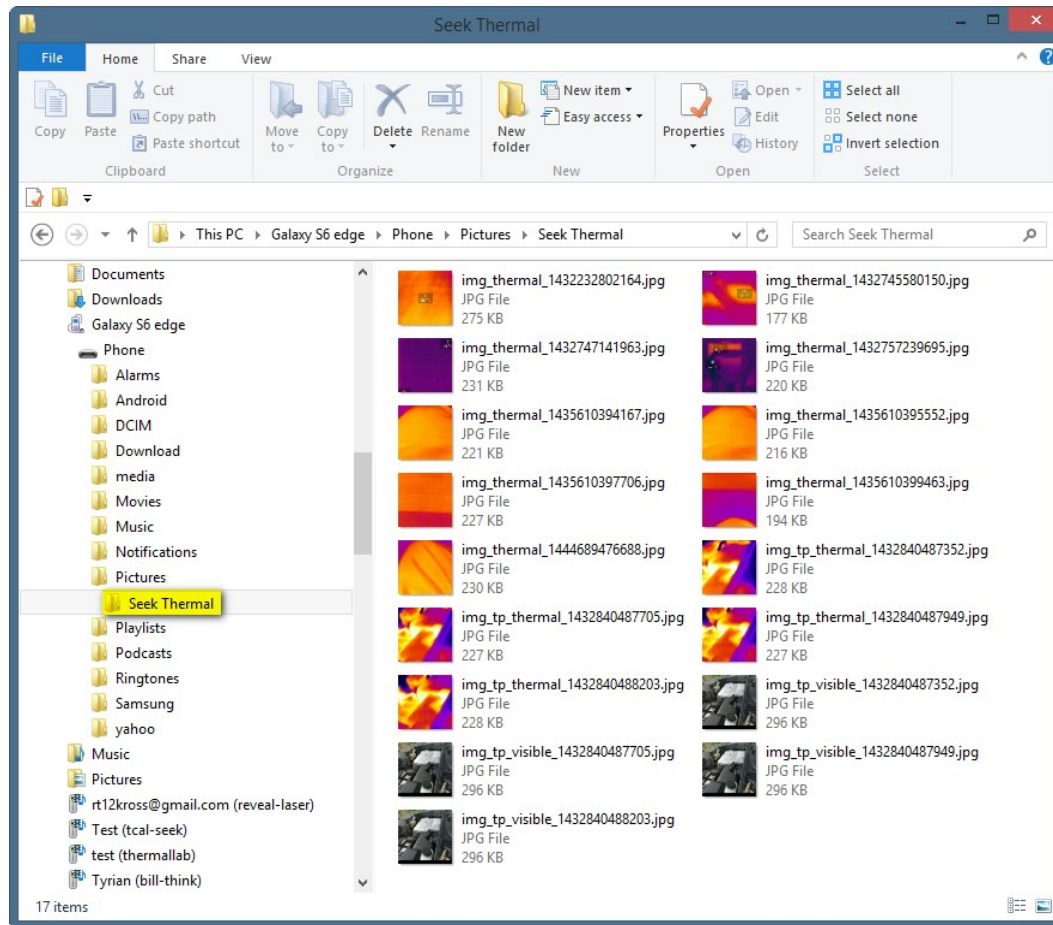 Seek Thermal
File Home Share View
Copy
Paste
Cut
Copy path
Paste shortcut
Clipboard
Move to
Copy to
Delete
Rename
Organize
New folder
New item
Easy access
New
Properties
Open
Edit
History
Open
Select all
Select none
Invert selection
Select
This PC Galaxy S6 edge Phone Pictures Seek Thermal
Search Seek Thermal
Documents
Downloads
Galaxy S6 edge
Phone
Alarms
Android
DCIM
Download
media
Movies
Music
Notifications
Pictures
Seek Thermal
Playlists
Podcasts
Ringtones
Samsung
yahoo
Music
Pictures
rt12kross@gmail.com (reveal-laser)
Test (tcal-seek)
test (thermallab)
Tyrian (bill-think)
img_thermal_1432232802164.jpg
JPG File
275 KB
img_thermal_1432745580150.jpg
JPG File
177 KB
img_thermal_1432747141963.jpg
JPG File
231 KB
img_thermal_1432757239695.jpg
JPG File
220 KB
img_thermal_1435610394167.jpg
JPG File
221 KB
img_thermal_1435610395552.jpg
JPG File
216 KB
img_thermal_1435610397706.jpg
JPG File
227 KB
img_thermal_1435610399463.jpg
JPG File
194 KB
img_thermal_1444689476688.jpg
JPG File
230 KB
img_tp_thermal_1432840487352.jpg
JPG File
228 KB
img_tp_thermal_1432840487705.jpg
JPG File
227 KB
img_tp_thermal_1432840487949.jpg
JPG File
227 KB
img_tp_thermal_1432840488203.jpg
JPG File
228 KB
img_tp_visible_1432840487352.jpg
JPG File
296 KB
img_tp_visible_1432840487705.jpg
JPG File
296 KB
img_tp_visible_1432840487949.jpg
JPG File
296 KB
img_tp_visible_1432840488203.jpg
JPG File
296 KB
17 items